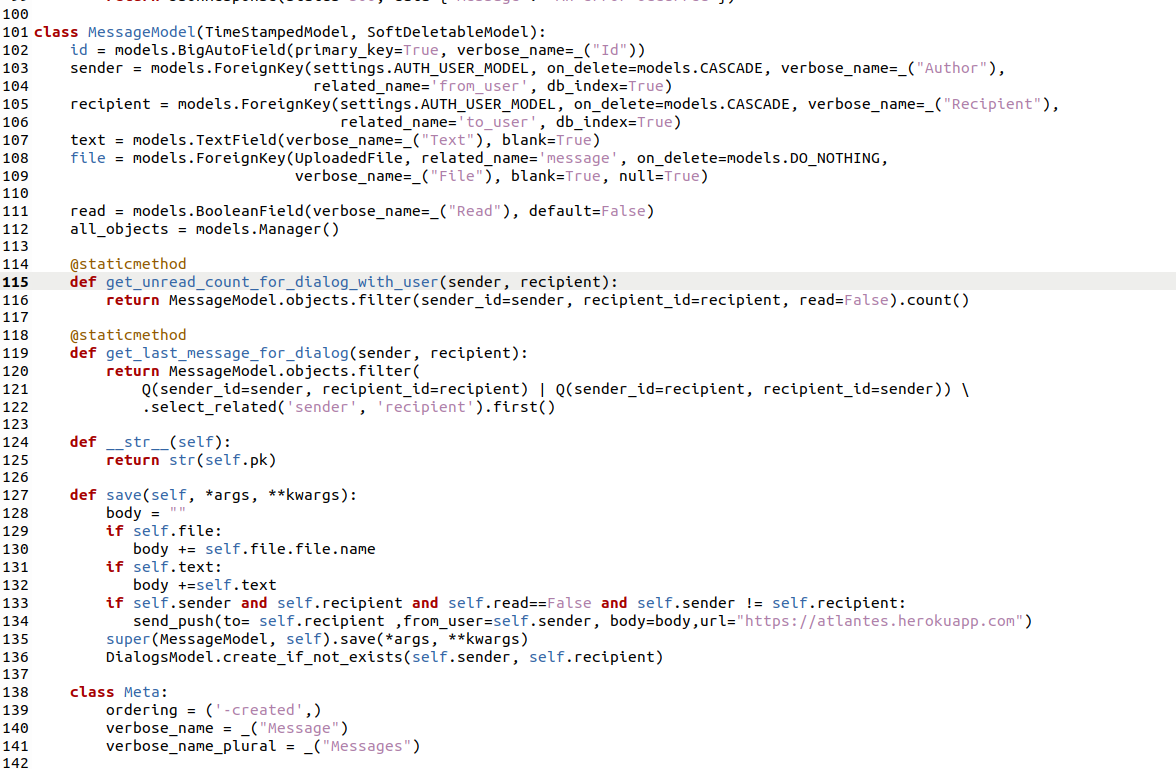 100
101 class MessageModel(TimeStampedModel, SoftDeletableModel):
102     id = models.BigAutoField(primary_key=True, verbose_name=_("Id"))
103     sender = models.ForeignKey(settings.AUTH_USER_MODEL, on_delete=models.CASCADE, verbose_name=_("Author"),
104                                related_name='from_user', db_index=True)
105     recipient = models.ForeignKey(settings.AUTH_USER_MODEL, on_delete=models.CASCADE, verbose_name=_("Recipient"),
106                                   related_name='to_user', db_index=True)
107     text = models.TextField(verbose_name=_("Text"), blank=True)
108     file = models.ForeignKey(UploadedFile, related_name='message', on_delete=models.DO_NOTHING,
109                              verbose_name=_("File"), blank=True, null=True)
110
111     read = models.BooleanField(verbose_name=_("Read"), default=False)
112     all_objects = models.Manager()
113
114     @staticmethod
115     def get_unread_count_for_dialog_with_user(sender, recipient):
116         return MessageModel.objects.filter(sender_id=sender, recipient_id=recipient, read=False).count()
117
118     @staticmethod
119     def get_last_message_for_dialog(sender, recipient):
120         return MessageModel.objects.filter(
121             Q(sender_id=sender, recipient_id=recipient) | Q(sender_id=recipient, recipient_id=sender)) \
122             .select_related('sender', 'recipient').first()
123
124     def __str__(self):
125         return str(self.pk)
126
127     def save(self, *args, **kwargs):
128         body = ""
129         if self.file:
130            body += self.file.file.name
131         if self.text:
132            body +=self.text
133         if self.sender and self.recipient and self.read==False and self.sender != self.recipient:
134            send_push(to= self.recipient ,from_user=self.sender, body=body,url="https://atlantes.herokuapp.com")
135         super(MessageModel, self).save(*args, **kwargs)
136         DialogsModel.create_if_not_exists(self.sender, self.recipient)
137
138     class Meta:
139         ordering = ('-created',)
140         verbose_name = _("Message")
141         verbose_name_plural = _("Messages")
142